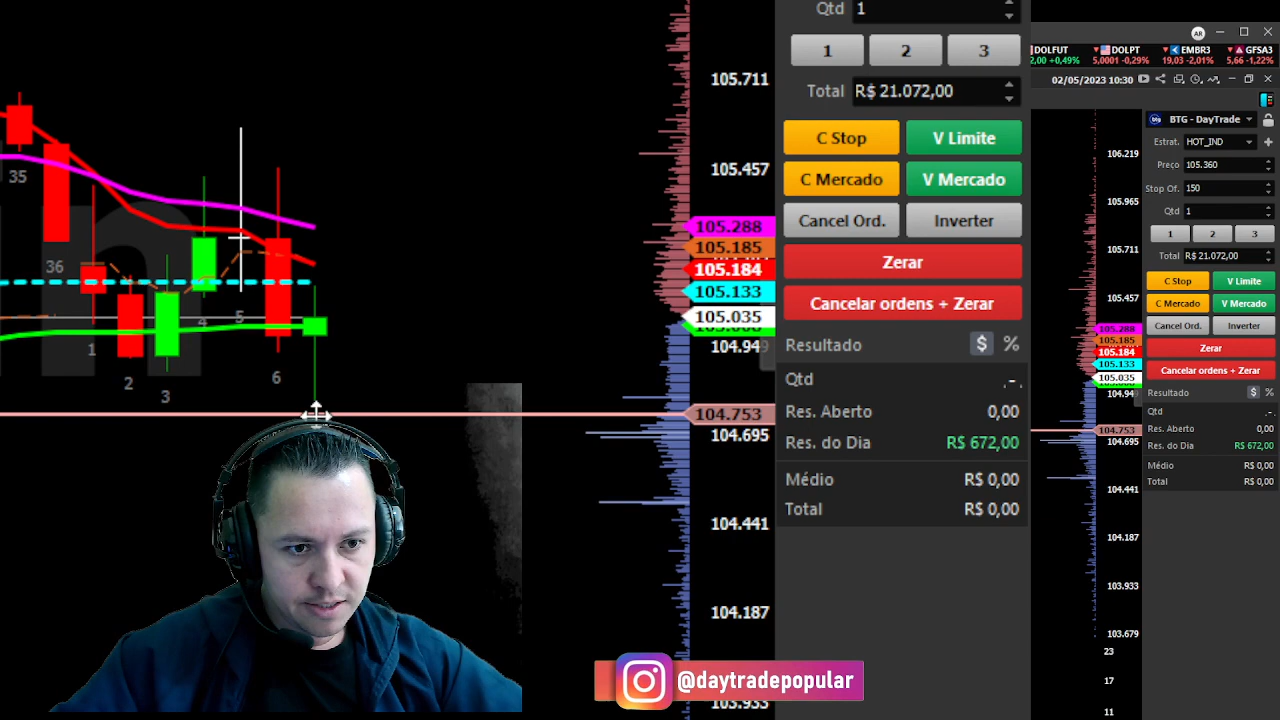 Qtd 1
1 2 3
Total R$ 21.072,00
C Stop V Limite
C Mercado V Mercado
Cancel Ord. Inverter
Zerar
Cancelar ordens + Zerar
Resultado $ %
Qtd .-.
Res. Aberto 0,00
Res. do Dia R$ 672,00
Médio R$ 0,00
Total R$ 0,00
105.711
105.457
105.288
105.185
105.184
105.133
105.035
104.949
104.753
104.695
104.441
104.187
103.933
35
36
1
2
3
4
5
6
@daytradepopular
AR
DOLFUT DOLPT EMBR3 GFSA3
2,00 +0,49% 5,0001 -0,29% 19,03 -2,01% 5,66 -1,22%
02/05/2023 10:30
btg BTG - DayTrade
Estrat. HOT_IND
Preço 105.360
Stop Of. 150
Qtd 1
1 2 3
Total R$ 21.072,00
C Stop V Limite
C Mercado V Mercado
Cancel Ord. Inverter
Zerar
Cancelar ordens + Zerar
Resultado $ %
Qtd .-.
Res. Aberto 0,00
Res. do Dia R$ 672,00
Médio R$ 0,00
Total R$ 0,00
106.219
105.965
105.711
105.457
105.288
105.185
105.184
105.133
105.035
104.94
104.753
104.695
104.441
104.187
103.933
103.679
23
17
11